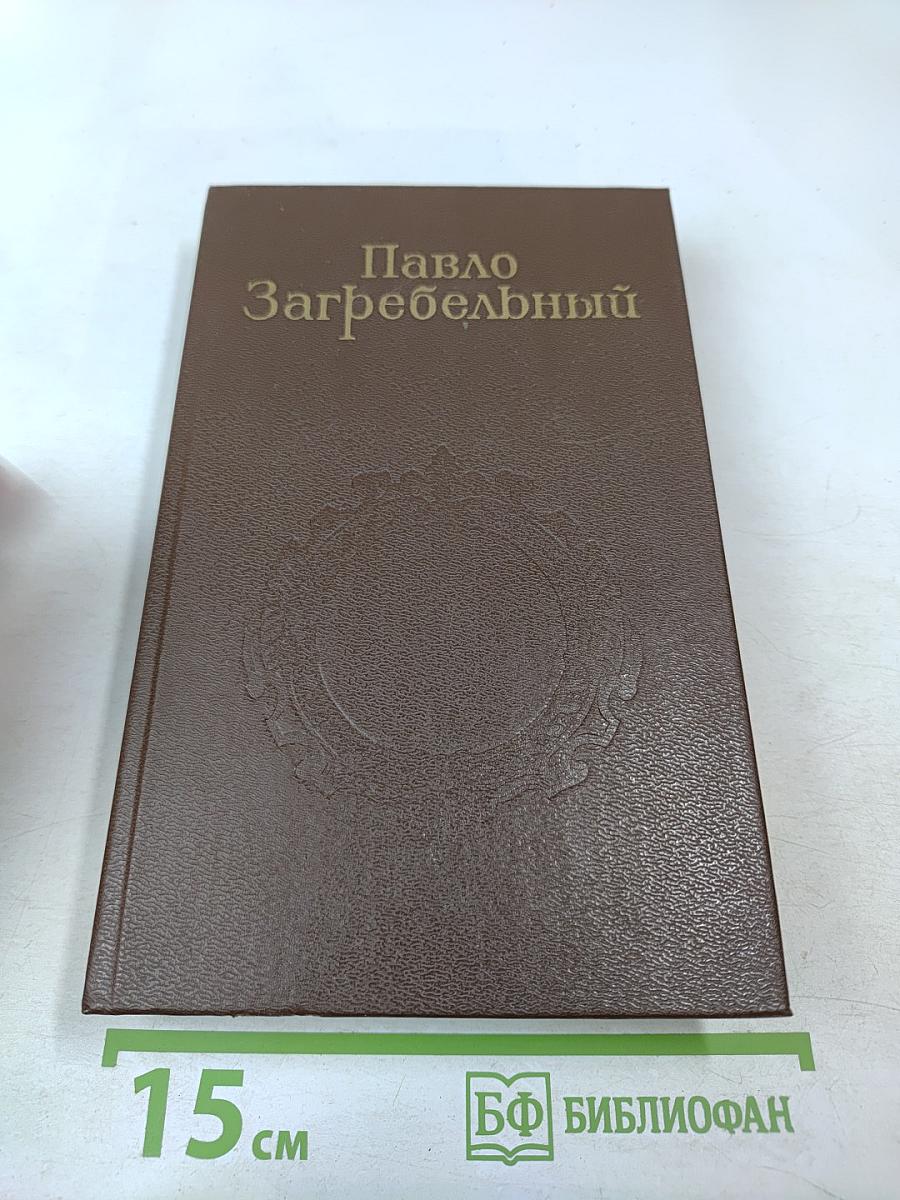 Павло
Загребельный
15 см
БФ БИБЛИОФАН